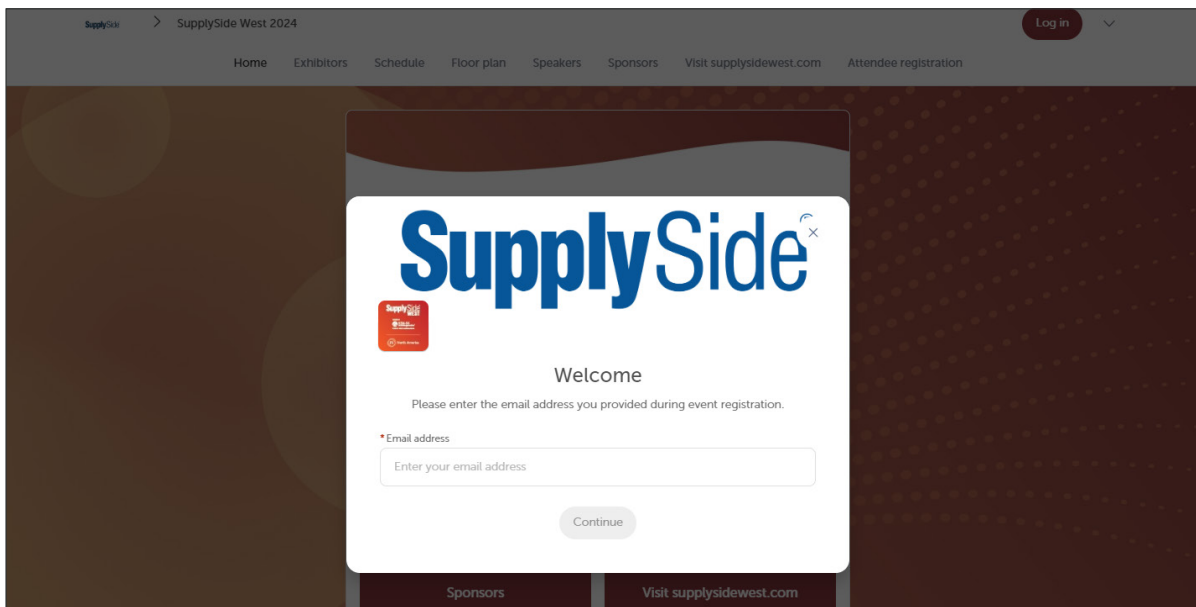 SupplySide > SupplySide West 2024 Log in
Home Exhibitors Schedule Floor plan Speakers Sponsors Visit supplysidewest.com Attendee registration
SupplySide
SupplySide
WEST
Welcome
Please enter the email address you provided during event registration.
* Email address
Enter your email address
Continue
Sponsors Visit supplysidewest.com